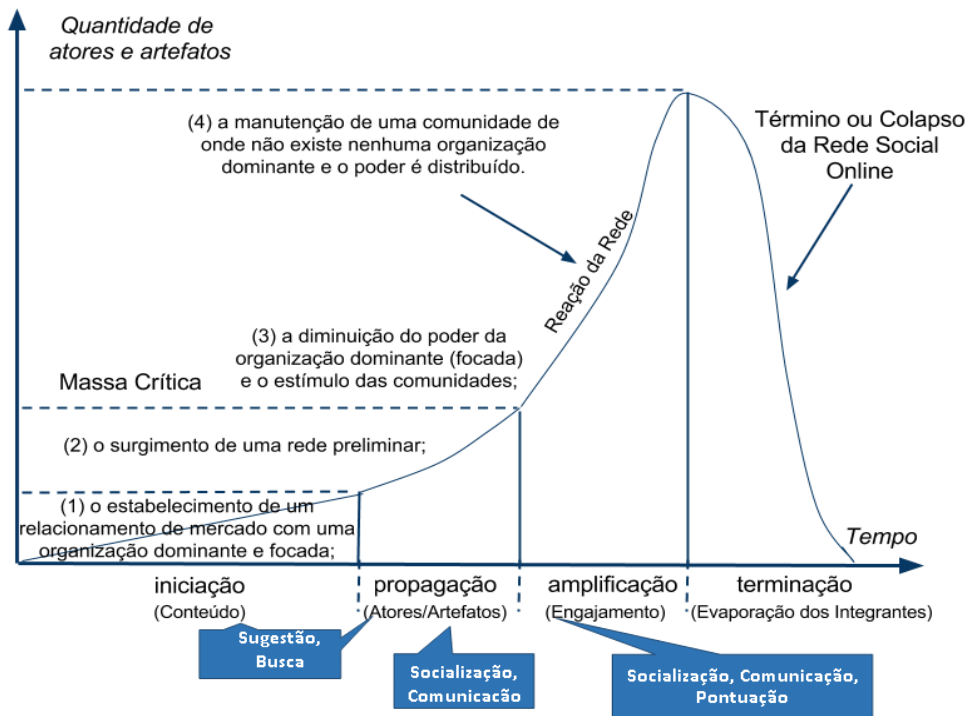 Quantidade de
atores e artefatos
(4) a manutenção de uma comunidade de
onde não existe nenhuma organização
dominante e o poder é distribuído.
Término ou Colapso
da Rede Social
Online
Reação da Rede
(3) a diminuição do poder da
organização dominante (focada)
e o estímulo das comunidades;
Massa Crítica
(2) o surgimento de uma rede preliminar;
(1) o estabelecimento de um
relacionamento de mercado com uma
organização dominante e focada;
Tempo
iniciação
(Conteúdo)
propagação
(Atores/Artefatos)
amplificação
(Engajamento)
terminação
(Evaporação dos Integrantes)
Sugestão,
Busca
Socialização,
Comunicacão
Socialização, Comunicação,
Pontuação